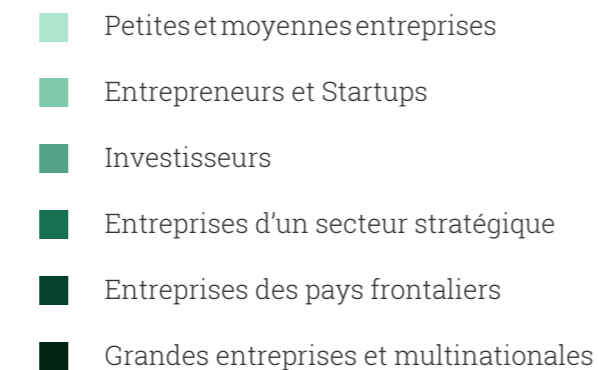 Petites et moyennes entreprises
Entrepreneurs et Startups
Investisseurs
Entreprises d’un secteur stratégique
Entreprises des pays frontaliers
Grandes entreprises et multinationales